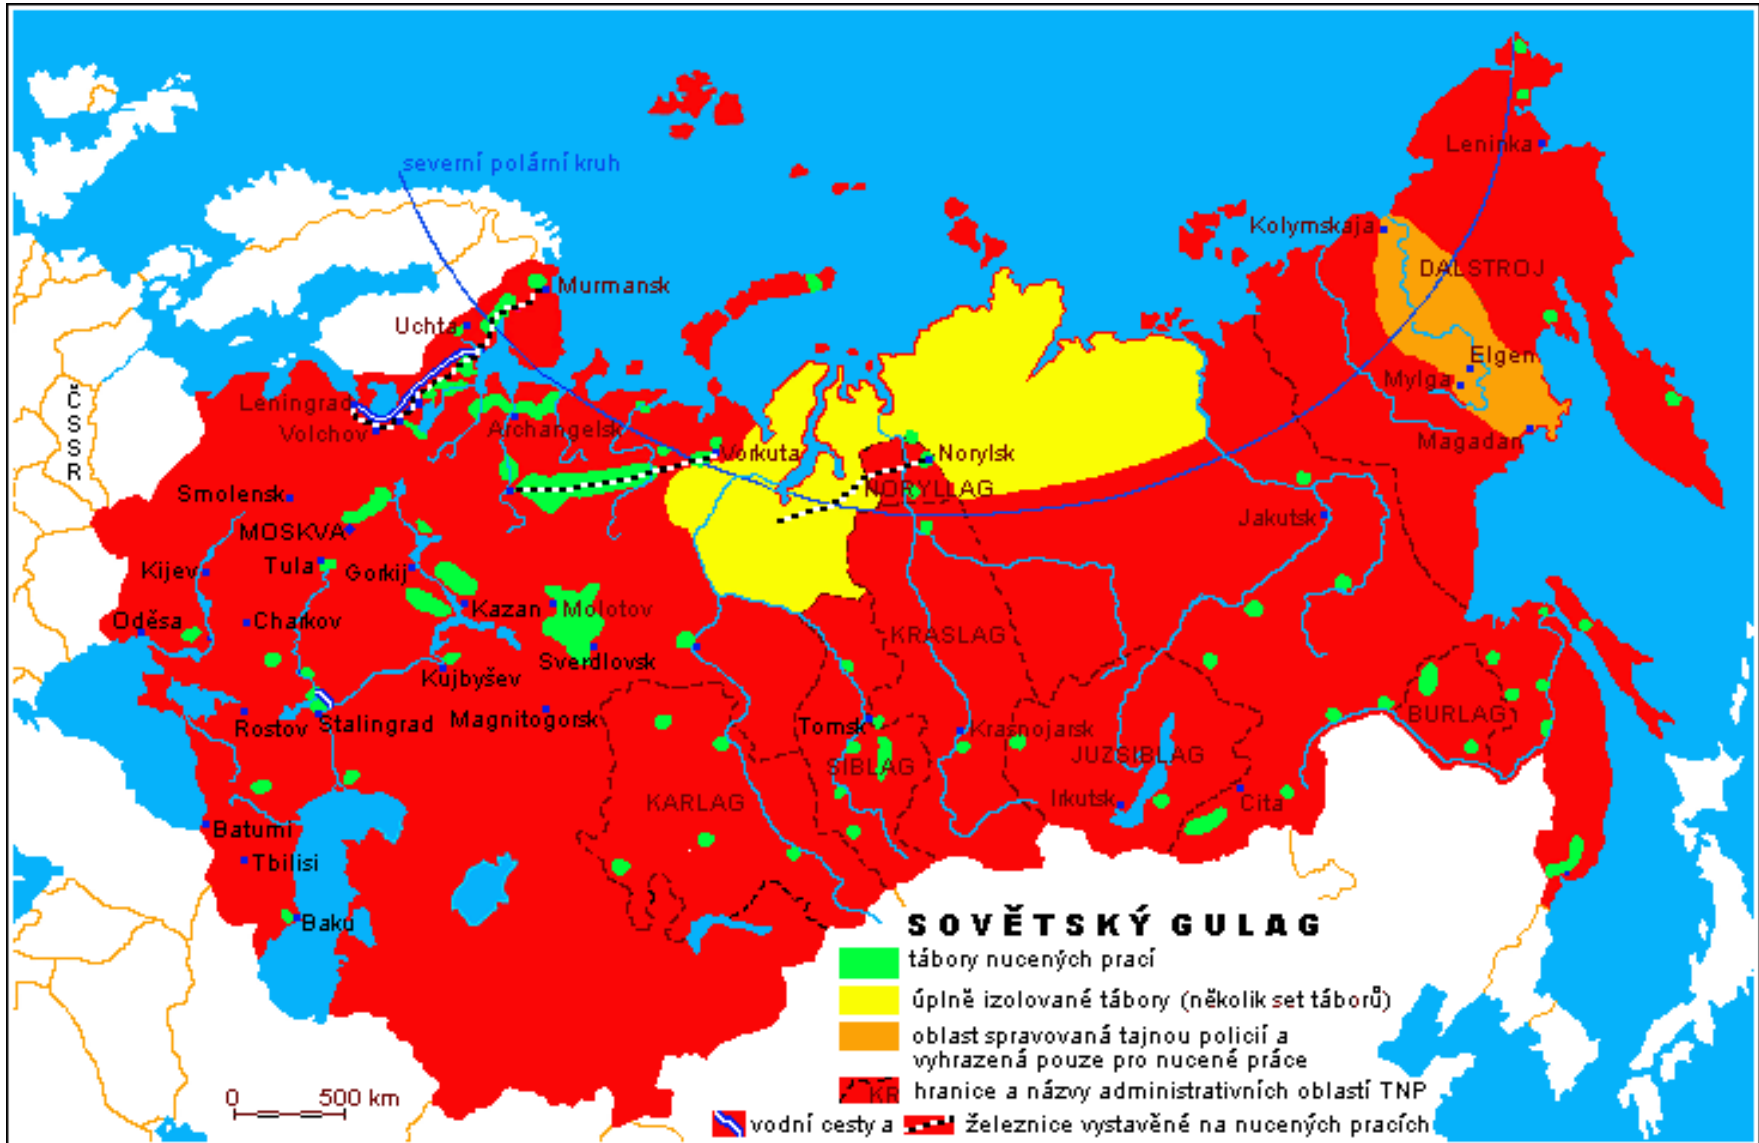 severní polární kruh
Leninka
Kolymskaja
DALSTROJ
Murmansk
Uchta
Elgen
Mylga
ČSSR
Leningrad
Volchov
Archangelsk
Magadan
Vorkuta
Norylsk
NORYLLAG
Smolensk
Jakutsk
MOSKVA
Tula
Gorkij
Kijev
Kazan
Molotov
Oděsa
Charkov
KRASLAG
Sverdlovsk
Kujbyšev
Rostov
Stalingrad
Magnitogorsk
Tomsk
Krasnojarsk
BURLAG
SIBLAG
JUZSIBLAG
KARLAG
Irkutsk
Cita
Batumi
Tbilisi
Baku
SOVĚTSKÝ GULAG
tábory nucených prací
úplně izolované tábory (několik set táborů)
oblast spravovaná tajnou policií a
vyhrazená pouze pro nucené práce
KR hranice a názvy administrativních oblastí TNP
0 500 km
vodní cesty a železnice vystavěné na nucených pracích